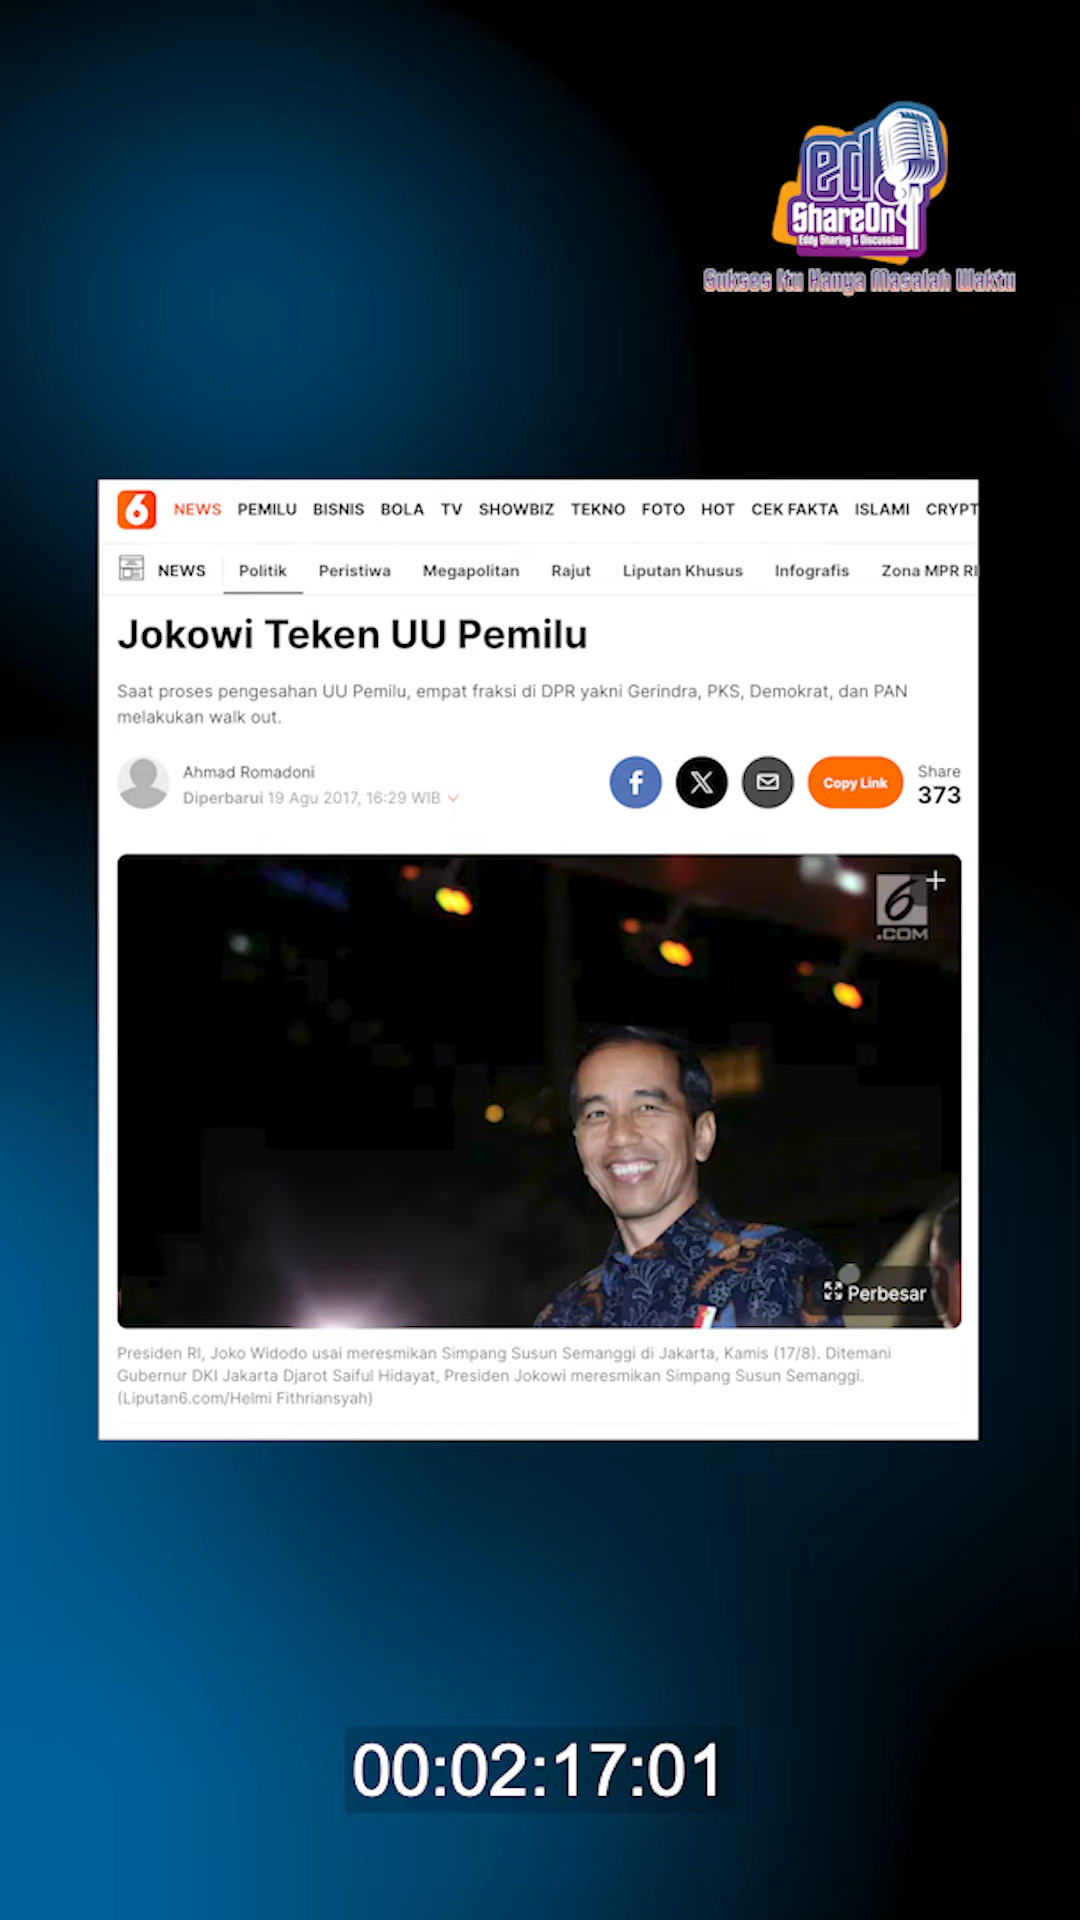 ed
ShareOn
Eddy Sharing & Discussion
Sukses Itu Hanya Masalah Waktu
6 NEWS PEMILU BISNIS BOLA TV SHOWBIZ TEKNO FOTO HOT CEK FAKTA ISLAMI CRYPT
NEWS Politik Peristiwa Megapolitan Rajut Liputan Khusus Infografis Zona MPR RI
Jokowi Teken UU Pemilu
Saat proses pengesahan UU Pemilu, empat fraksi di DPR yakni Gerindra, PKS, Demokrat, dan PAN
melakukan walk out.
Ahmad Romadoni
Diperbarui 19 Agu 2017, 16:29 WIB
Copy Link
Share
373
6
.COM
Perbesar
Presiden RI, Joko Widodo usai meresmikan Simpang Susun Semanggi di Jakarta, Kamis (17/8). Ditemani
Gubernur DKI Jakarta Djarot Saiful Hidayat, Presiden Jokowi meresmikan Simpang Susun Semanggi.
(Liputan6.com/Helmi Fithriansyah)
00:02:17:01